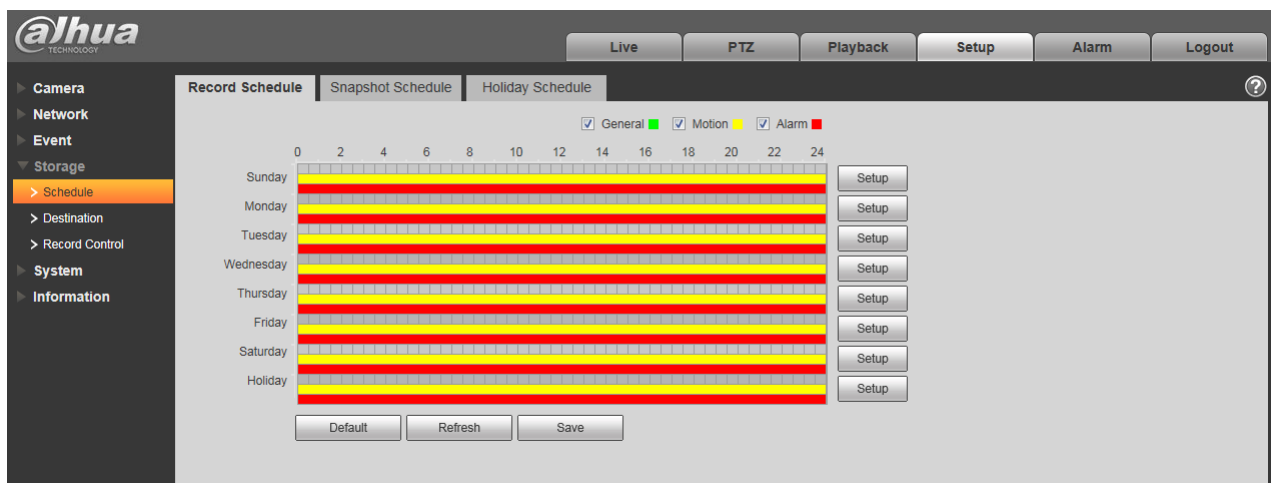 alhua
TECHNOLOGY
Live PTZ Playback Setup Alarm Logout
Camera
Network
Event
Storage
> Schedule
> Destination
> Record Control
System
Information
Record Schedule Snapshot Schedule Holiday Schedule ?
General Motion Alarm
0 2 4 6 8 10 12 14 16 18 20 22 24
Sunday Setup
Monday Setup
Tuesday Setup
Wednesday Setup
Thursday Setup
Friday Setup
Saturday Setup
Holiday Setup
Default Refresh Save